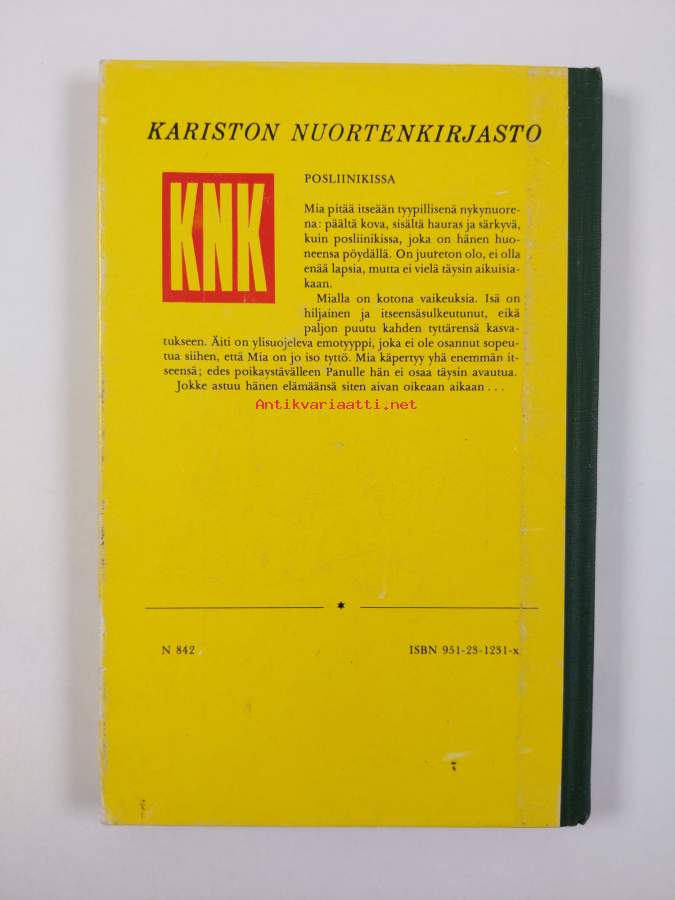 KARISTON NUORTENKIRJASTO
KNK
POSLIINIKISSA
Mia pitää itseään tyypillisenä nykynuore-
na: päältä kova, sisältä hauras ja särkyvä,
kuin posliinikissa, joka on hänen huo-
neensa pöydällä. On juureton olo, ei olla
enää lapsia, mutta ei vielä täysin aikuisia-
kaan.
Mialla on kotona vaikeuksia. Isä on
hiljainen ja itseensäsulkeutunut, eikä
paljon puutu kahden tyttärensä kasva-
tukseen. Äiti on ylisuojeleva emotyyppi, joka ei ole osannut sopeu-
tua siihen, että Mia on jo iso tyttö. Mia käpertyy yhä enemmän it-
seensä; edes poikaystävälleen Panulle hän ei osaa täysin avautua.
Jokke astuu hänen elämäänsä siten aivan oikeaan aikaan . . .
Antikvariaatti.net
N 842
ISBN 951-23-1231-x